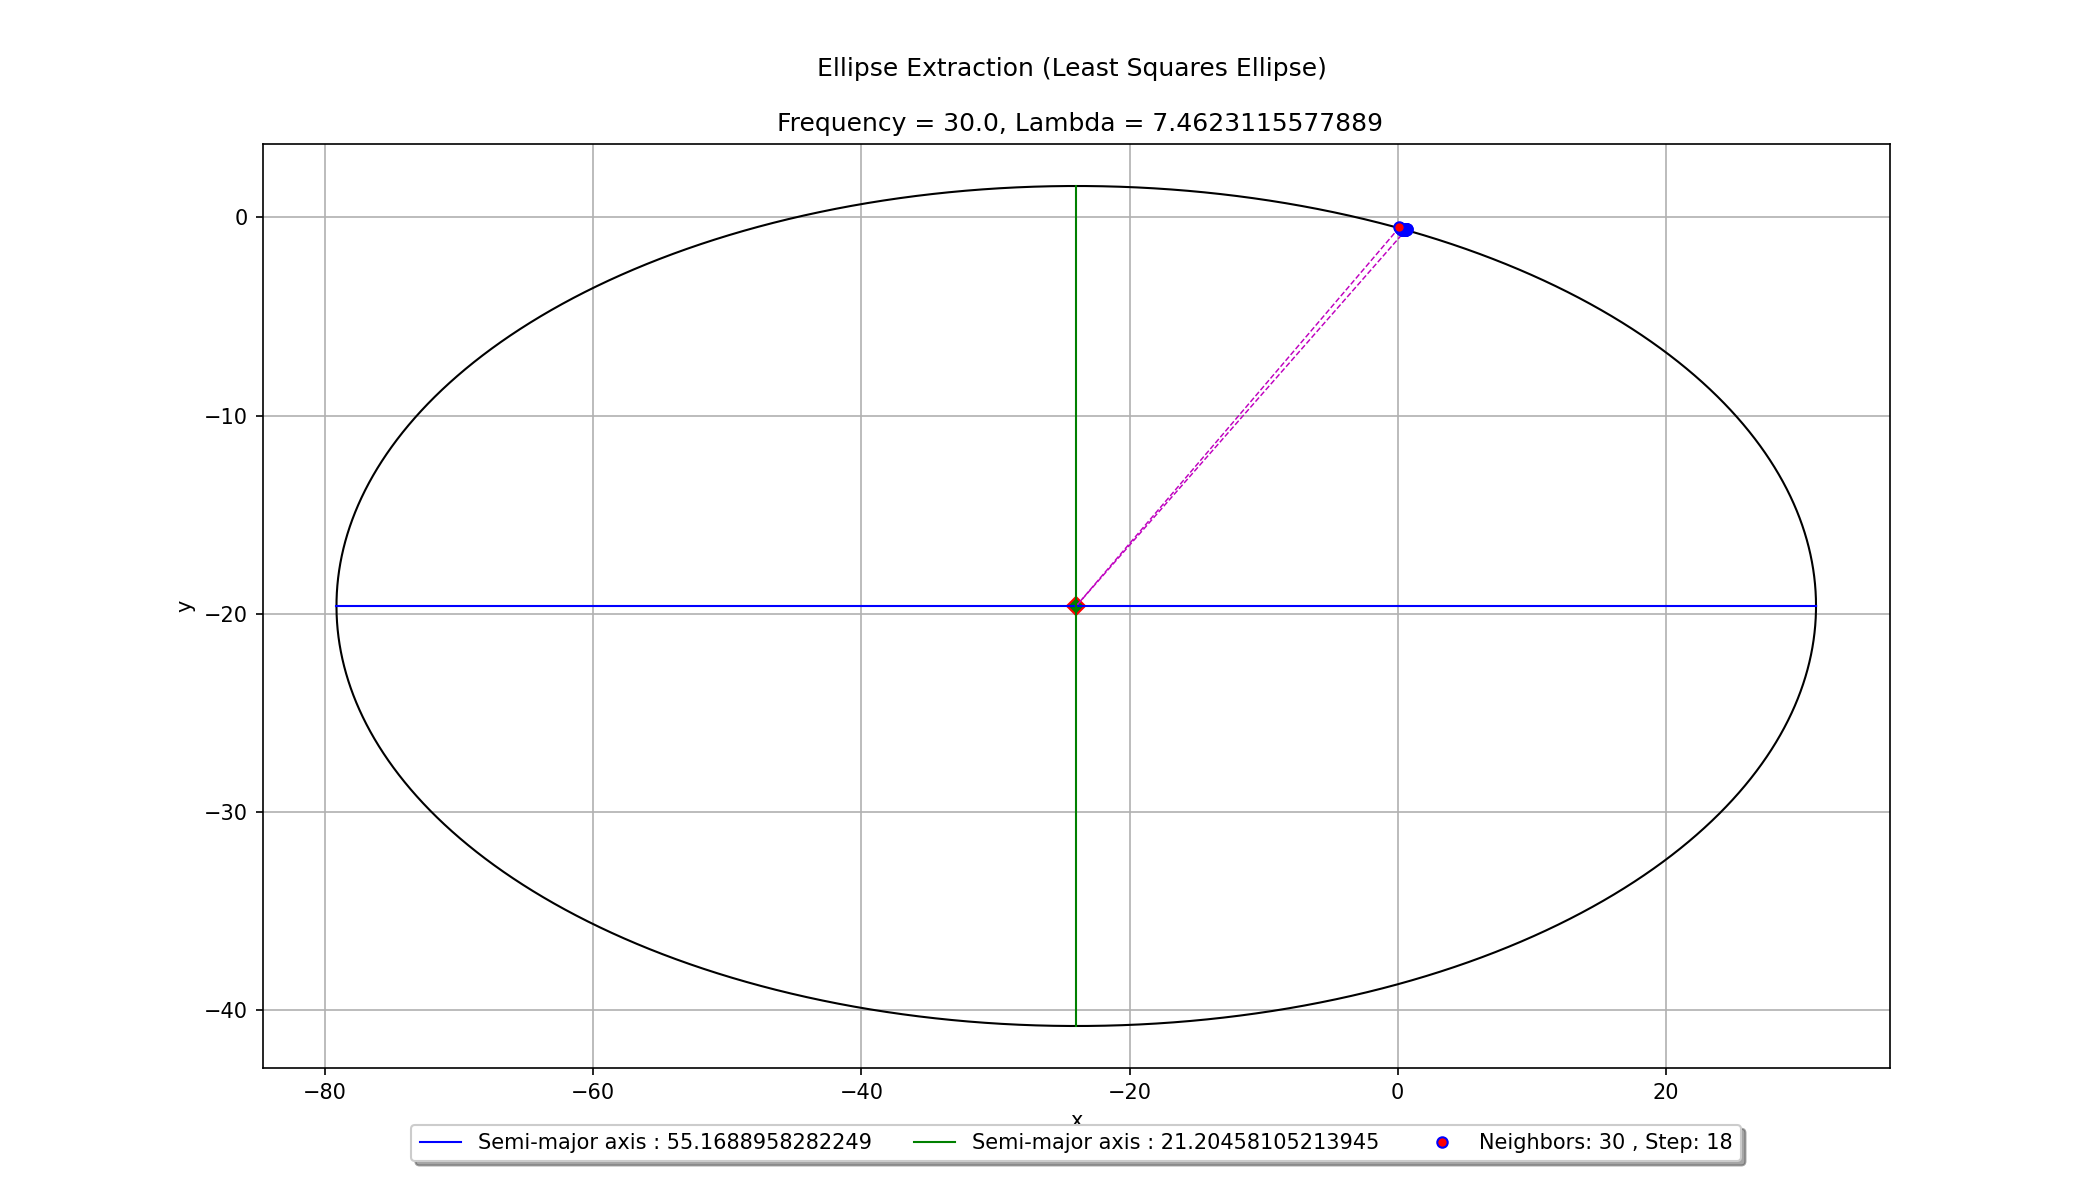 Ellipse Extraction (Least Squares Ellipse)
Frequency = 30.0, Lambda = 7.4623115577889
0
−10
−20
−30
−40
y
−80
−60
−40
−20
0
20
x
Semi-major axis : 55.1688958282249
Semi-major axis : 21.20458105213945
Neighbors: 30 , Step: 18